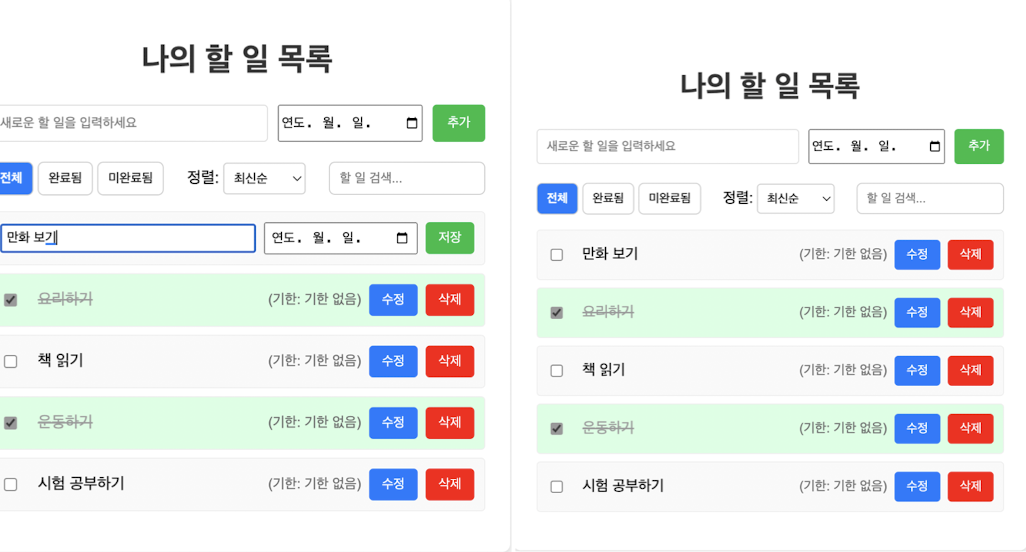 나의 할 일 목록
새로운 할 일을 입력하세요 연도. 월. 일. 추가
전체 완료됨 미완료됨 정렬: 최신순 할 일 검색...
만화 보기 연도. 월. 일. 저장
요리하기 (기한: 기한 없음) 수정 삭제
책 읽기 (기한: 기한 없음) 수정 삭제
운동하기 (기한: 기한 없음) 수정 삭제
시험 공부하기 (기한: 기한 없음) 수정 삭제
나의 할 일 목록
새로운 할 일을 입력하세요 연도. 월. 일. 추가
전체 완료됨 미완료됨 정렬: 최신순 할 일 검색...
만화 보기 (기한: 기한 없음) 수정 삭제
요리하기 (기한: 기한 없음) 수정 삭제
책 읽기 (기한: 기한 없음) 수정 삭제
운동하기 (기한: 기한 없음) 수정 삭제
시험 공부하기 (기한: 기한 없음) 수정 삭제